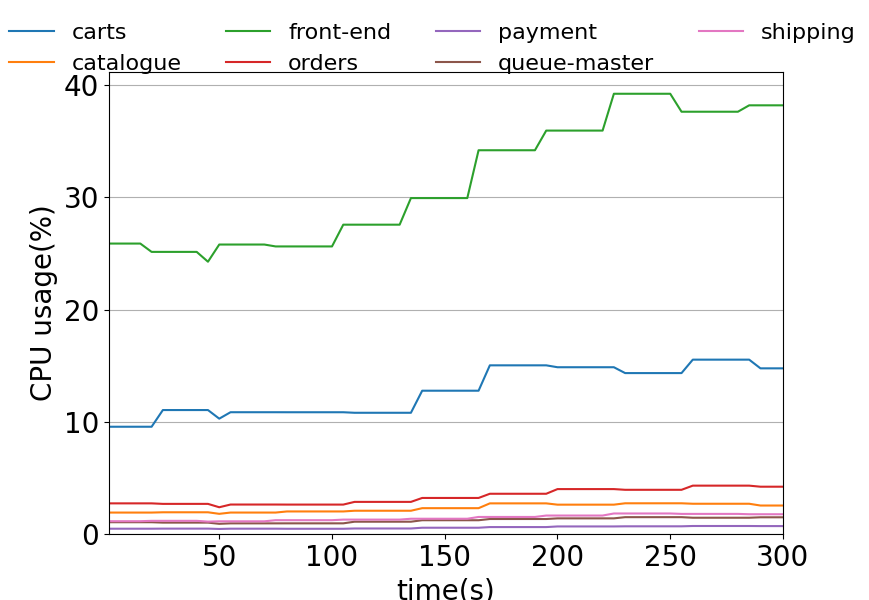 carts front-end payment shipping
catalogue orders queue-master
40
30
20
10
0
CPU usage(%)
50 100 150 200 250 300
time(s)